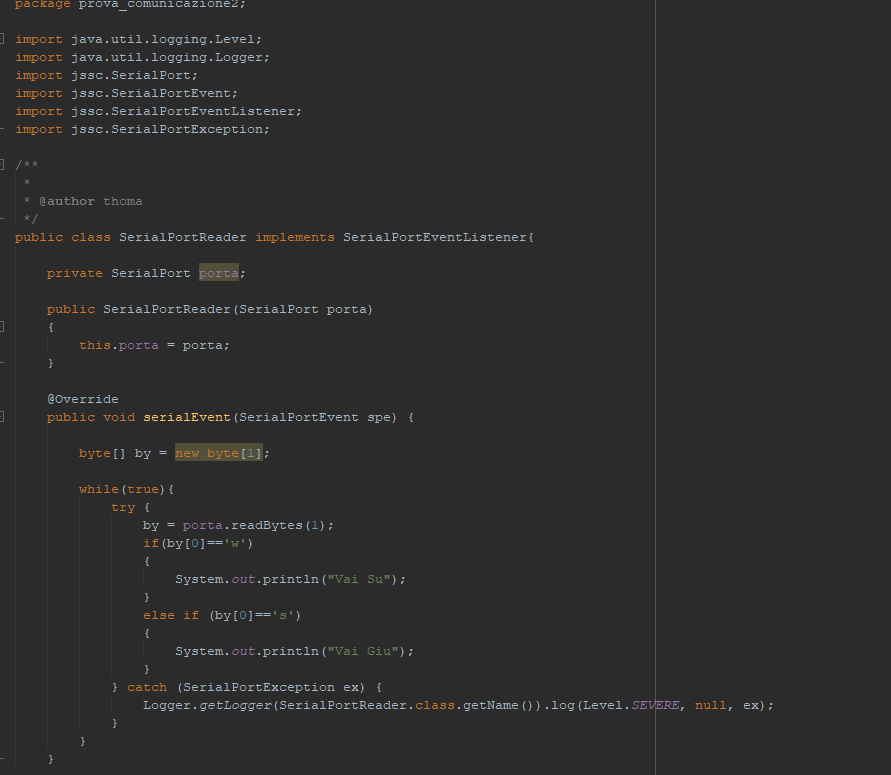 package prova_comunicazione2;
import java.util.logging.Level;
import java.util.logging.Logger;
import jssc.SerialPort;
import jssc.SerialPortEvent;
import jssc.SerialPortEventListener;
import jssc.SerialPortException;
/**
*
* @author thoma
*/
public class SerialPortReader implements SerialPortEventListener{
private SerialPort porta;
public SerialPortReader(SerialPort porta)
{
this.porta = porta;
}
@Override
public void serialEvent(SerialPortEvent spe) {
byte[] by = new byte[1];
while(true){
try {
by = porta.readBytes(1);
if(by[0]=='w')
{
System.out.println("Vai Su");
}
else if (by[0]=='s')
{
System.out.println("Vai Giu");
}
} catch (SerialPortException ex) {
Logger.getLogger(SerialPortReader.class.getName()).log(Level.SEVERE, null, ex);
}
}
}